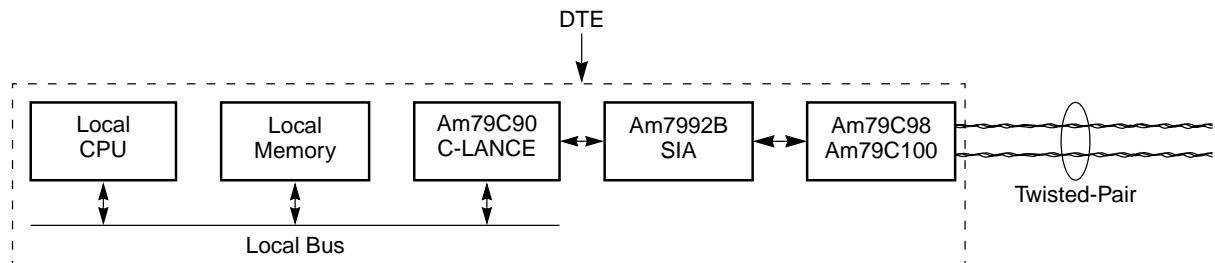 DTE
Local
CPU
Local
Memory
Am79C90
C-LANCE
Am7992B
SIA
Am79C98
Am79C100
Twisted-Pair
Local Bus